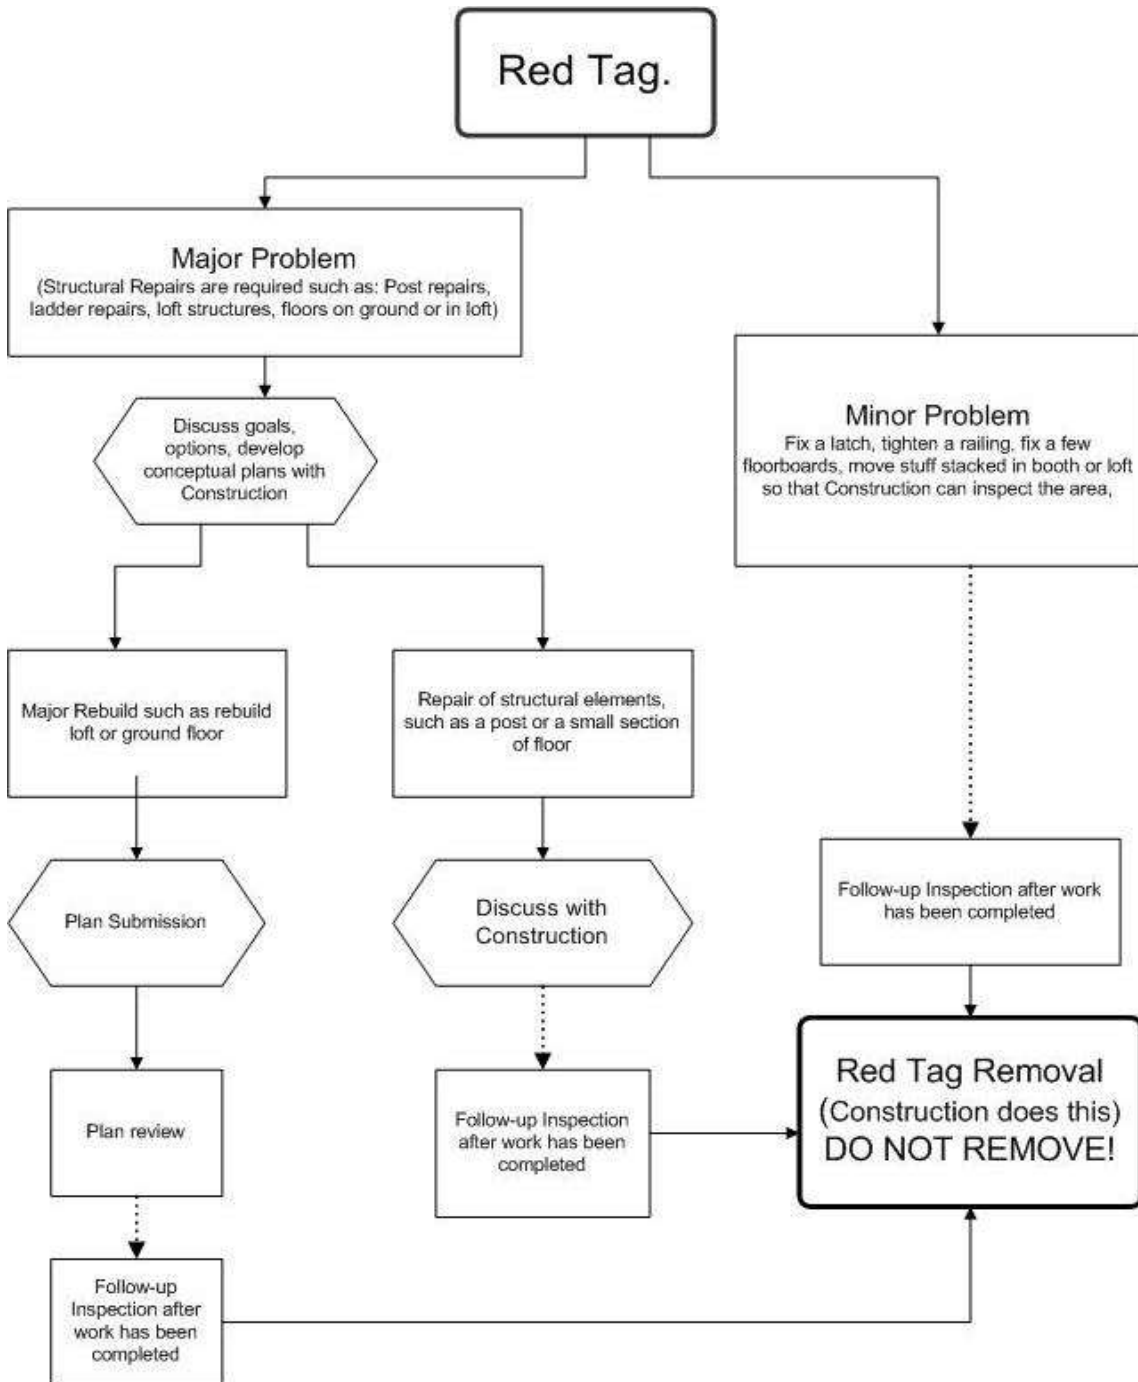 Red Tag.
Major Problem
(Structural Repairs are required such as: Post repairs,
ladder repairs, loft structures, floors on ground or in loft)
Minor Problem
Fix a latch, tighten a railing, fix a few
floorboards, move stuff stacked in booth or loft
so that Construction can inspect the area,
Discuss goals,
options, develop
conceptual plans with
Construction
Major Rebuild such as rebuild
loft or ground floor
Repair of structural elements,
such as a post or a small section
of floor
Plan Submission
Discuss with
Construction
Follow-up Inspection after work
has been completed
Plan review
Follow-up Inspection
after work has been
completed
Red Tag Removal
(Construction does this)
DO NOT REMOVE!
Follow-up
Inspection after
work has been
completed